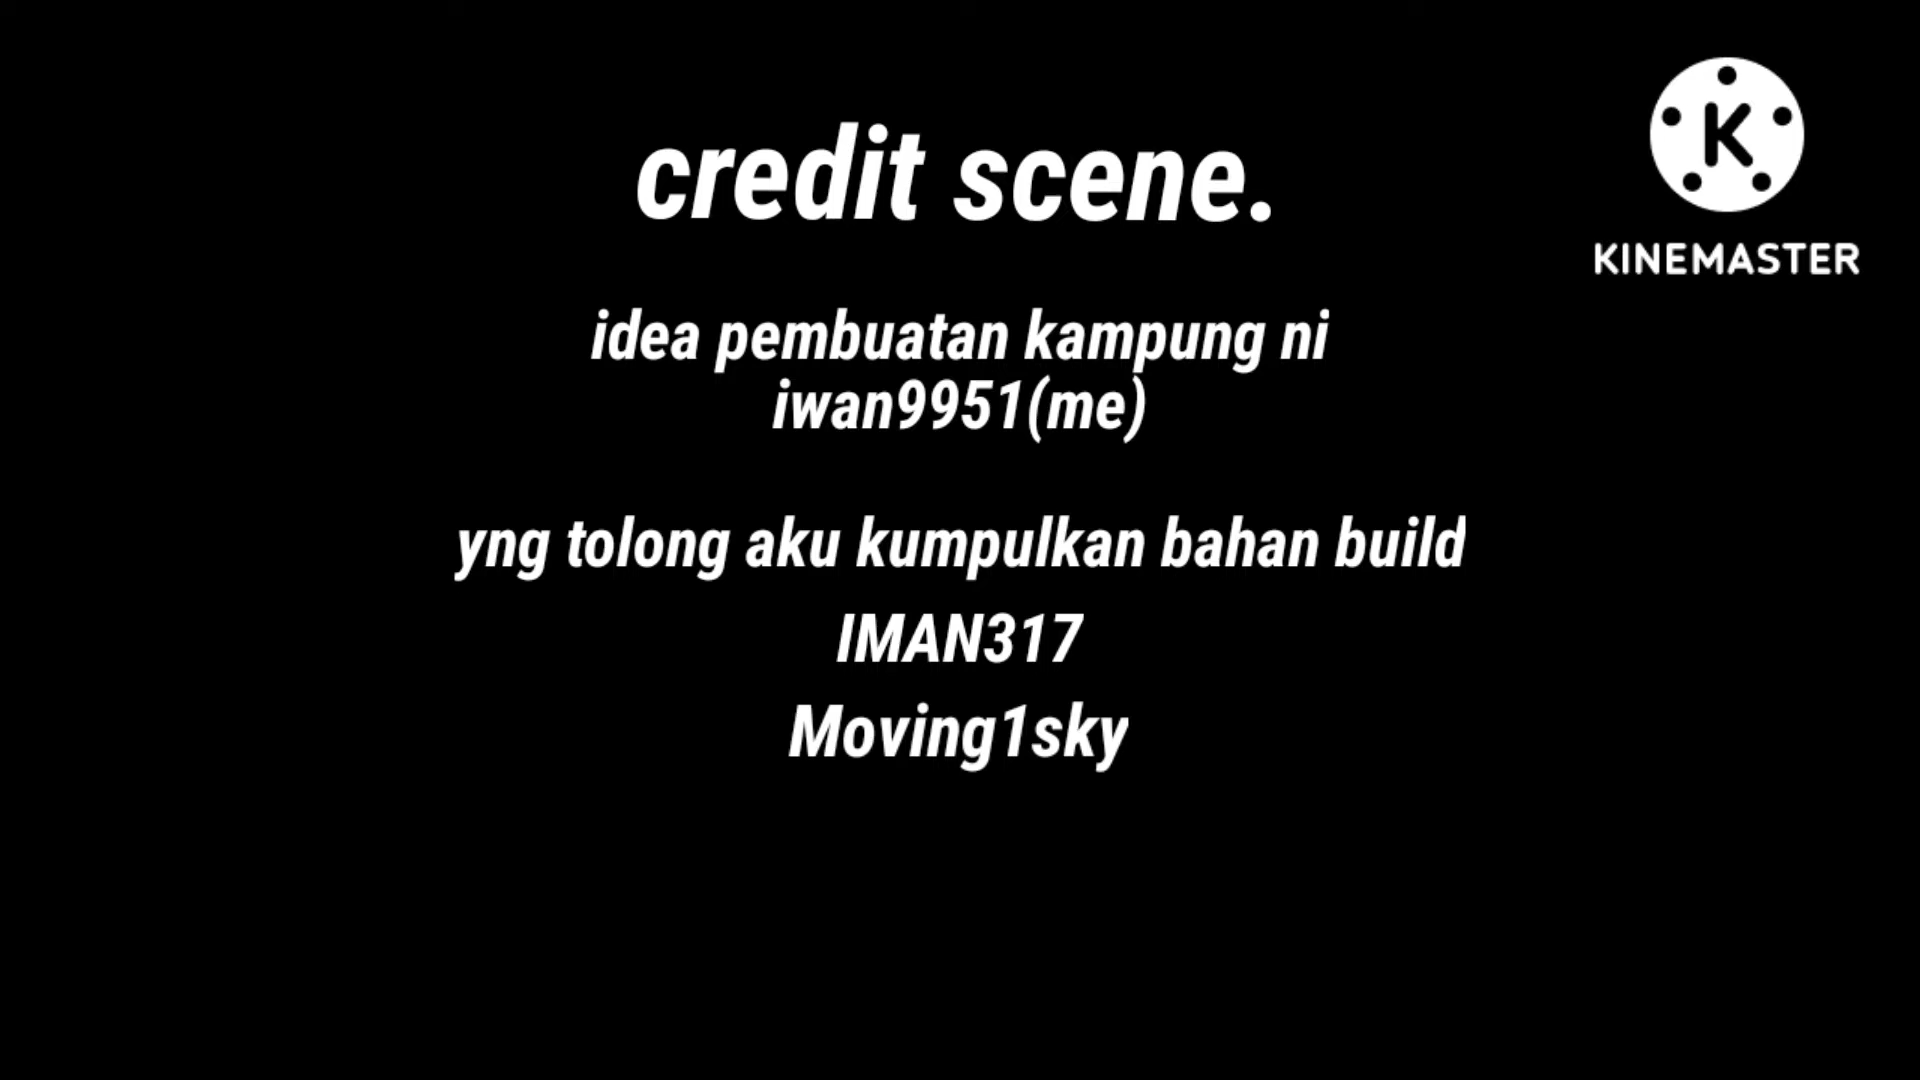 credit scene.
K
KINEMASTER
idea pembuatan kampung ni
iwan9951(me)
yng tolong aku kumpulkan bahan build
IMAN317
Moving1sky